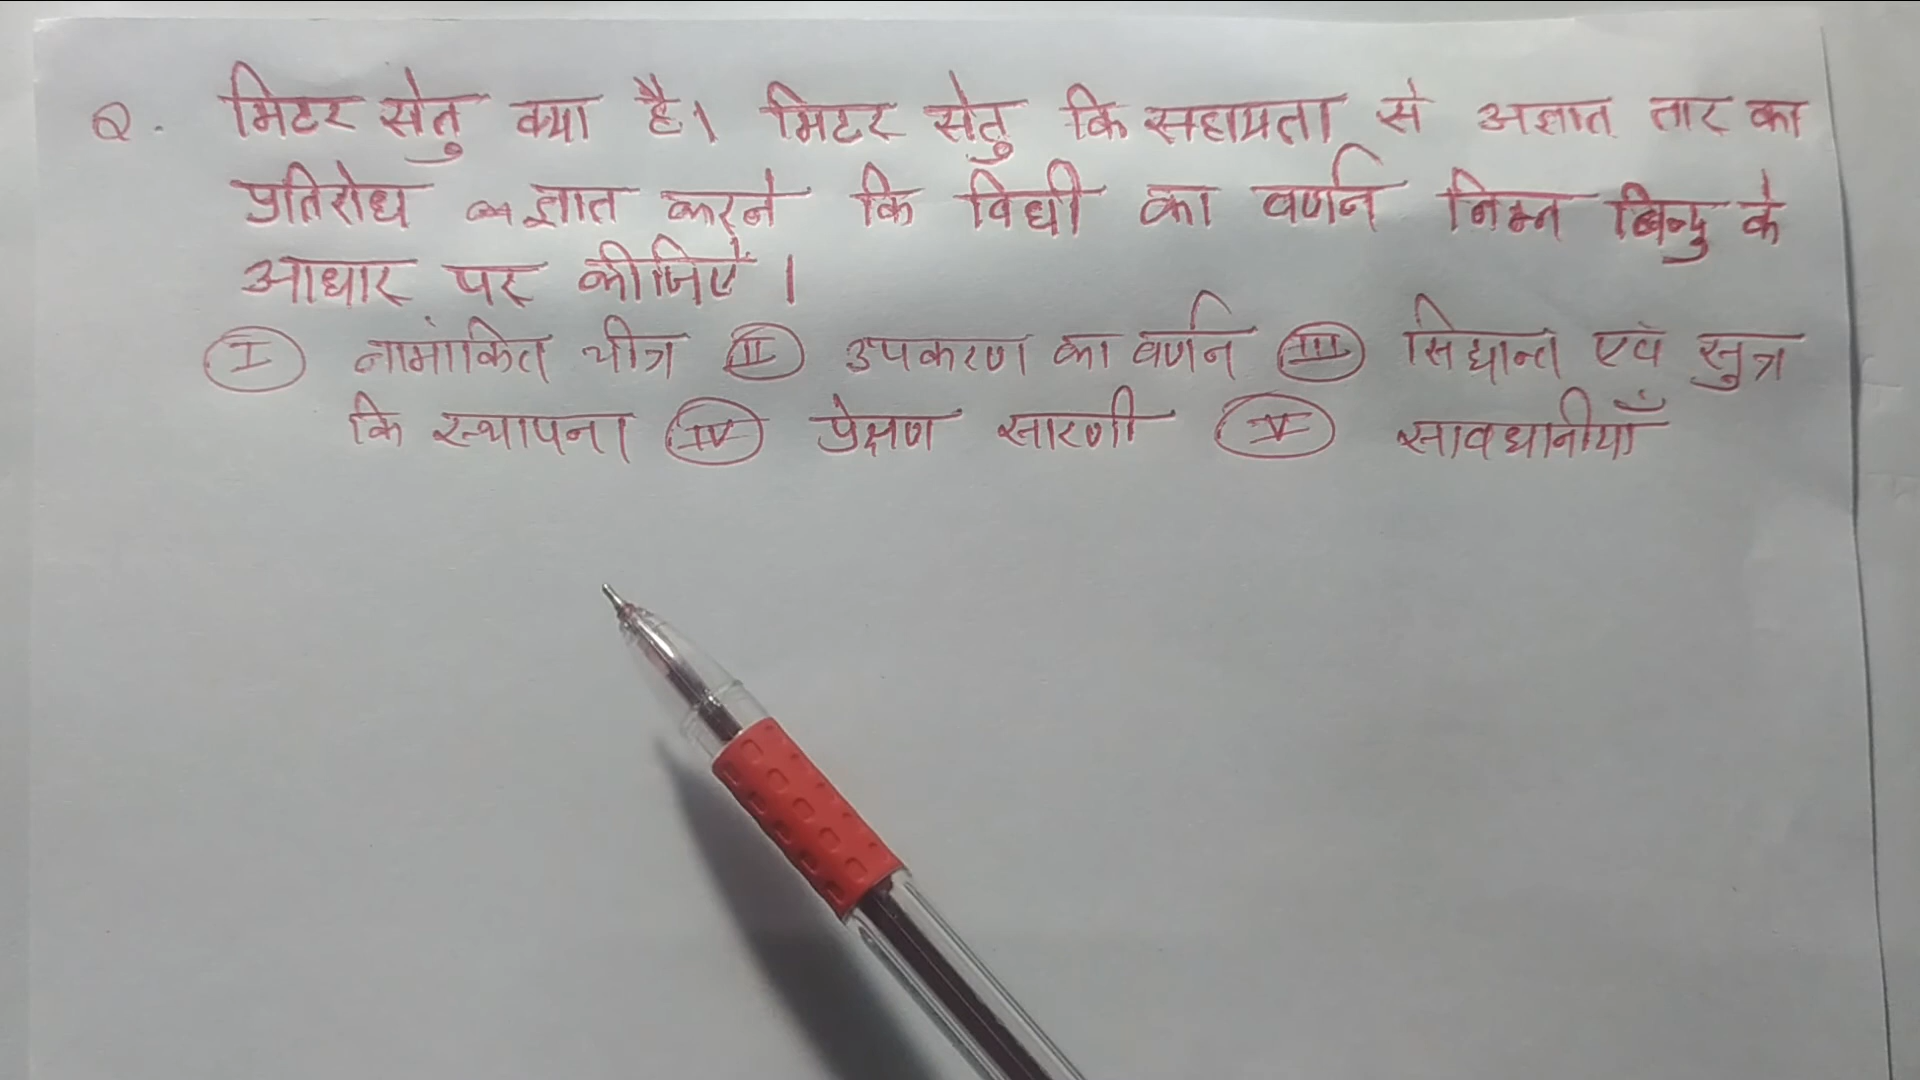 Q. मिटर सेतु क्या है। मिटर सेतु कि सहायता से अज्ञात तार का
प्रतिरोध ज्ञात करने कि विधी का वर्णन निम्न बिन्दु के
आधार पर कीजिएँ।
I नामांकित चीत्र II उपकरण का वर्णन III सिद्यान्त एवं सुत्र
कि स्थापना IV प्रेक्षण सारणी V सावधानीयाँ